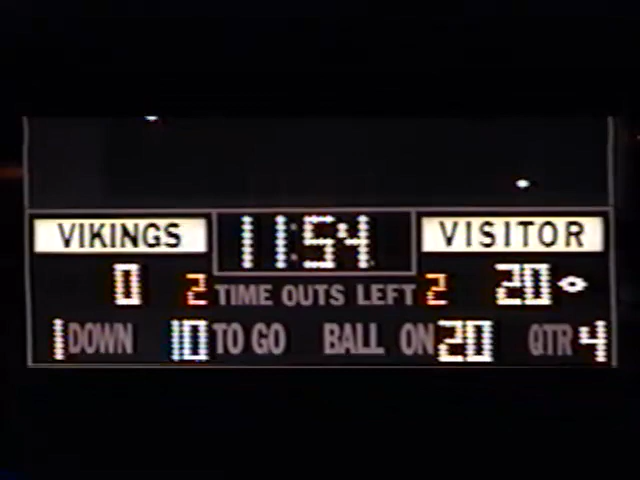 VIKINGS 11:54 VISITOR
0 2 TIME OUTS LEFT 2 20
1 DOWN 10 TO GO BALL ON 20 QTR 4